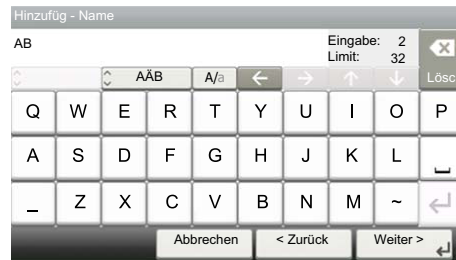 Hinzufüg - Name
AB
Eingabe: 2
Limit: 32
AÄB A/a ← → ↑ ↓ Lösc
Q W E R T Y U I O P
A S D F G H J K L
_ Z X C V B N M ~
Abbrechen < Zurück Weiter >